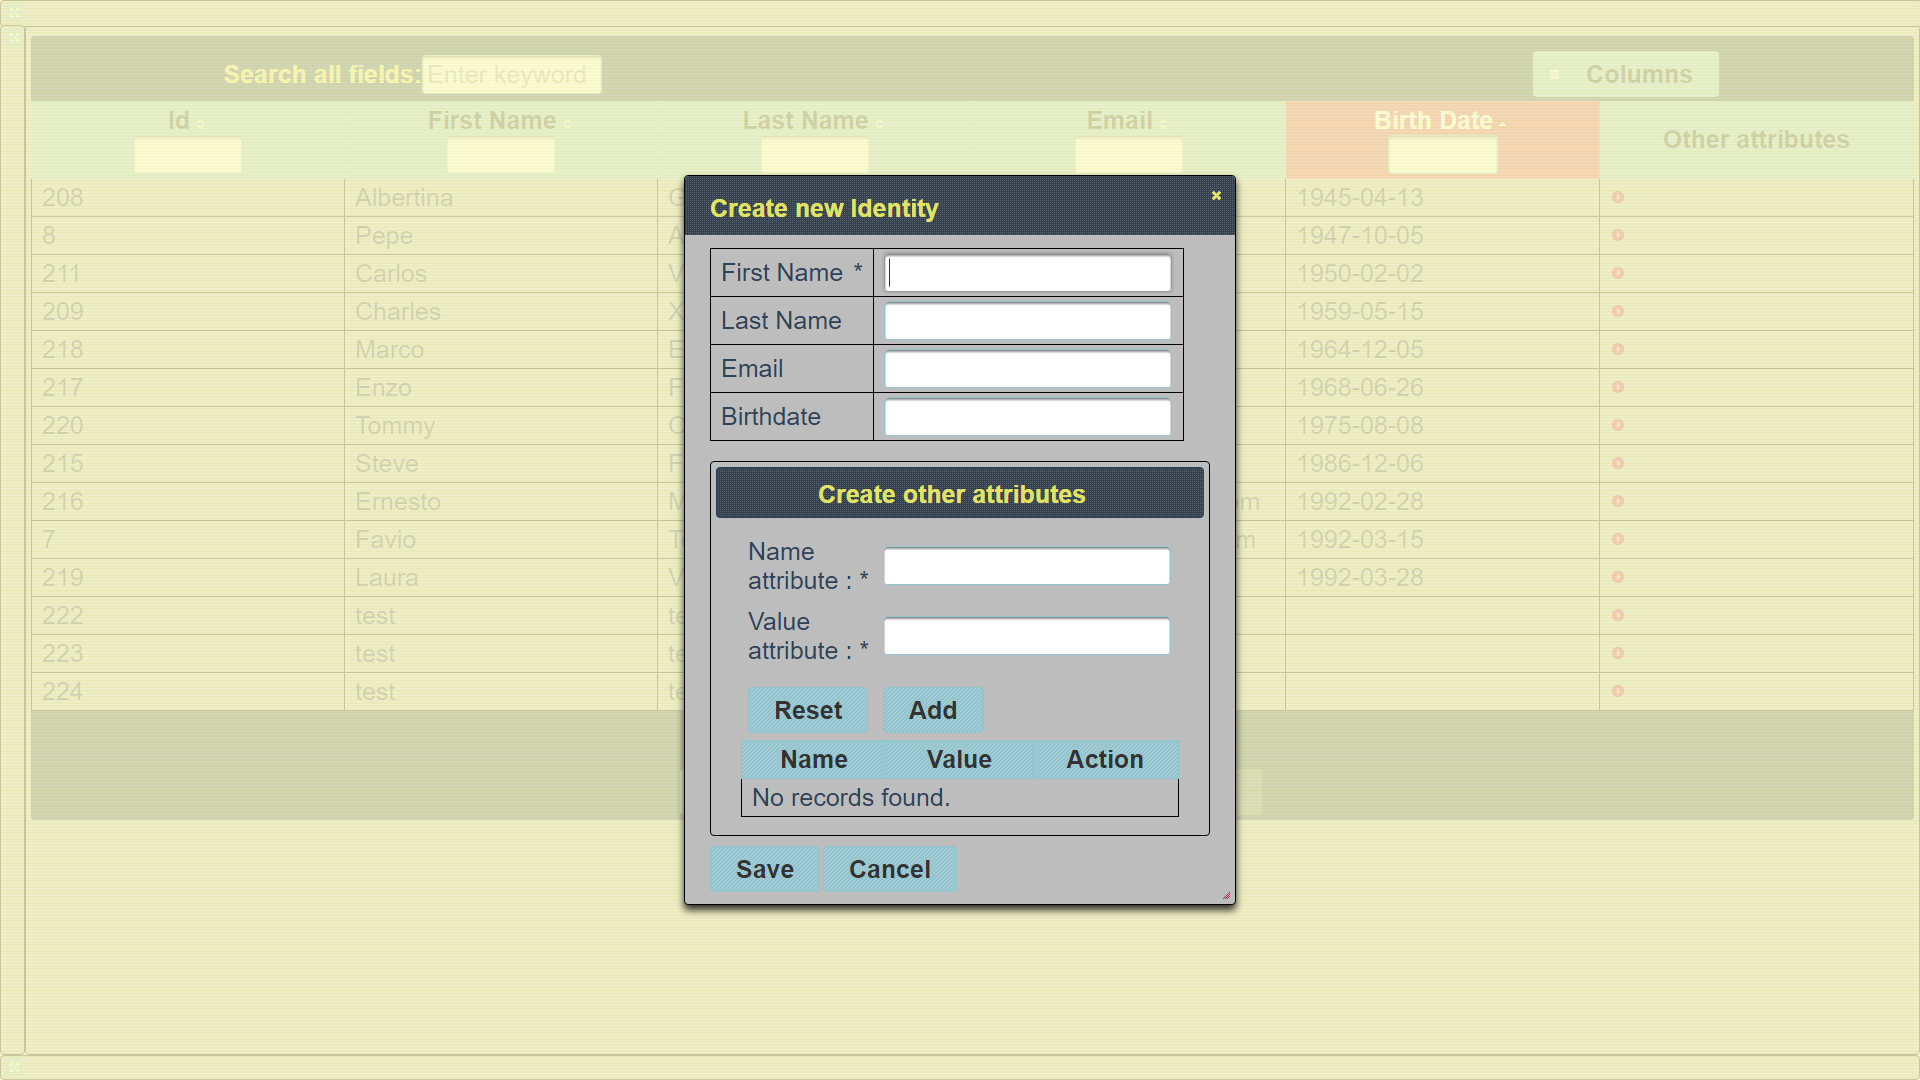 Search all fields: Enter keyword
Columns
Id First Name Last Name Email Birth Date Other attributes
208 Albertina 1945-04-13
8 Pepe 1947-10-05
211 Carlos 1950-02-02
209 Charles 1959-05-15
218 Marco 1964-12-05
217 Enzo 1968-06-26
220 Tommy 1975-08-08
215 Steve 1986-12-06
216 Ernesto 1992-02-28
7 Favio 1992-03-15
219 Laura 1992-03-28
222 test
223 test
224 test
Create new Identity
First Name *
Last Name
Email
Birthdate
Create other attributes
Name
attribute : *
Value
attribute : *
Reset Add
Name Value Action
No records found.
Save Cancel